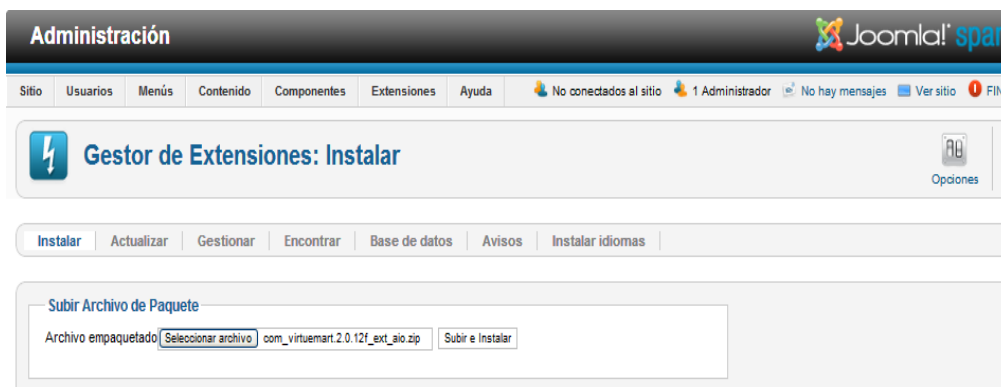 Administración
Joomla! spar
Sitio Usuarios Menús Contenido Componentes Extensiones Ayuda No conectados al sitio 1 Administrador No hay mensajes Ver sitio FIN
Gestor de Extensiones: Instalar
Opciones
Instalar Actualizar Gestionar Encontrar Base de datos Avisos Instalar idiomas
Subir Archivo de Paquete
Archivo empaquetado Seleccionar archivo com_virtuemart.2.0.12f_ext_aio.zip Subir e Instalar